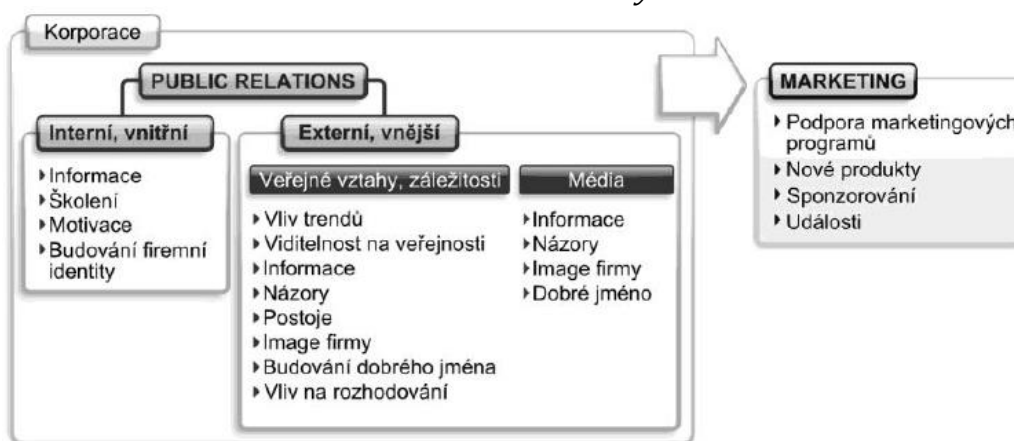 Korporace
PUBLIC RELATIONS
Interní, vnitřní
Informace
Školení
Motivace
Budování firemní
identity
Externí, vnější
Veřejné vztahy, záležitosti
Vliv trendů
Viditelnost na veřejnosti
Informace
Názory
Postoje
Image firmy
Budování dobrého jména
Vliv na rozhodování
Média
Informace
Názory
Image firmy
Dobré jméno
MARKETING
Podpora marketingových
programů
Nové produkty
Sponzorování
Události